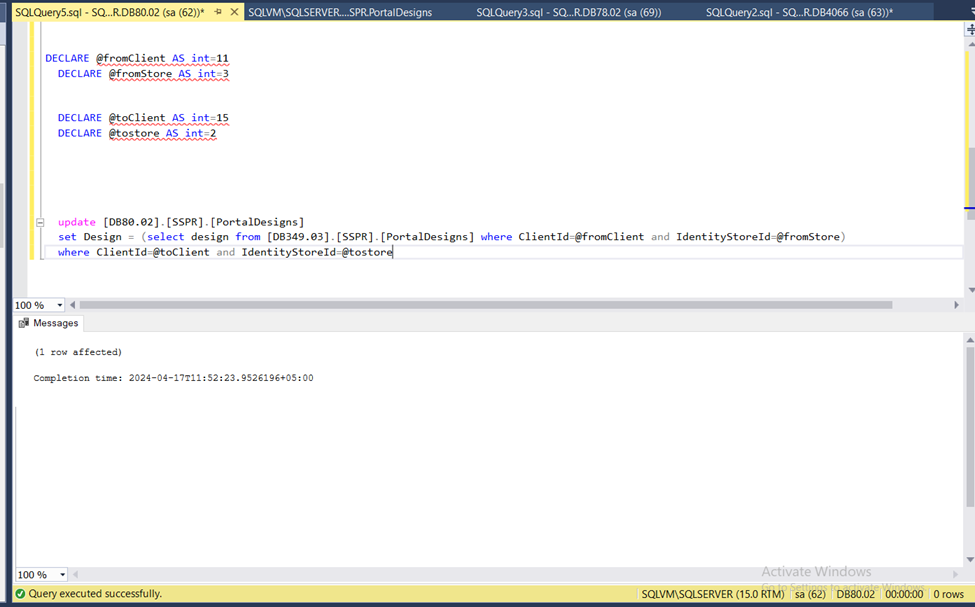 SQLQuery5.sql - SQ...R.DB80.02 (sa (62))* SQLVM\SQLSERVER....SPR.PortalDesigns SQLQuery3.sql - SQ...R.DB78.02 (sa (69)) SQLQuery2.sql - SQ...R.DB4066 (sa (63))*
DECLARE @fromClient AS int=11
DECLARE @fromStore AS int=3
DECLARE @toClient AS int=15
DECLARE @tostore AS int=2
update [DB80.02].[SSPR].[PortalDesigns]
set Design = (select design from [DB349.03].[SSPR].[PortalDesigns] where ClientId=@fromClient and IdentityStoreId=@fromStore)
where ClientId=@toClient and IdentityStoreId=@tostore
100 %
Messages
(1 row affected)
Completion time: 2024-04-17T11:52:23.9526196+05:00
100 %
Activate Windows
Go to Settings to activate Windows.
Query executed successfully. SQLVM\SQLSERVER (15.0 RTM) sa (62) DB80.02 00:00:00 0 rows